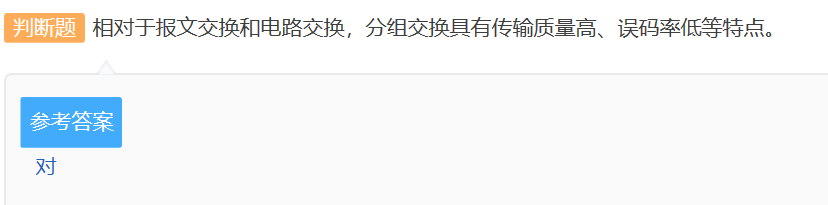 判断题 相对于报文交换和电路交换，分组交换具有传输质量高、误码率低等特点。
参考答案
对